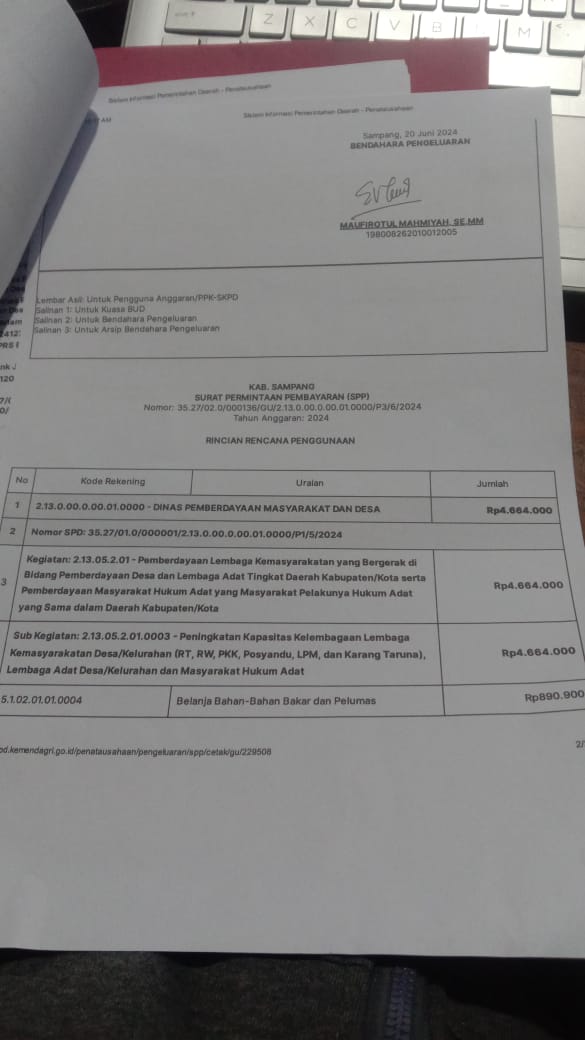 Z X C V B M
Sistem Informasi Pemerintahan Daerah - Penatausahaan
AM
Sistem Informasi Pemerintahan Daerah - Penatausahaan
Sampang, 20 Juni 2024
BENDAHARA PENGELUARAN
MAUFIROTUL MAHMIYAH, SE,MM
198008262010012005
Lembar Asli: Untuk Pengguna Anggaran/PPK-SKPD
Salinan 1: Untuk Kuasa BUD
Salinan 2: Untuk Bendahara Pengeluaran
Salinan 3: Untuk Arsip Bendahara Pengeluaran
KAB. SAMPANG
SURAT PERMINTAAN PEMBAYARAN (SPP)
Nomor: 35.27/02.0/000136/GU/2.13.0.00.0.00.01.0000/P3/6/2024
Tahun Anggaran: 2024
RINCIAN RENCANA PENGGUNAAN
No Kode Rekening Uraian Jumlah
1 2.13.0.00.0.00.01.0000 - DINAS PEMBERDAYAAN MASYARAKAT DAN DESA Rp4.664.000
2 Nomor SPD: 35.27/01.0/000001/2.13.0.00.0.00.01.0000/P1/5/2024
3 Kegiatan: 2.13.05.2.01 - Pemberdayaan Lembaga Kemasyarakatan yang Bergerak di
Bidang Pemberdayaan Desa dan Lembaga Adat Tingkat Daerah Kabupaten/Kota serta
Pemberdayaan Masyarakat Hukum Adat yang Masyarakat Pelakunya Hukum Adat
yang Sama dalam Daerah Kabupaten/Kota Rp4.664.000
Sub Kegiatan: 2.13.05.2.01.0003 - Peningkatan Kapasitas Kelembagaan Lembaga
Kemasyarakatan Desa/Kelurahan (RT, RW, PKK, Posyandu, LPM, dan Karang Taruna),
Lembaga Adat Desa/Kelurahan dan Masyarakat Hukum Adat Rp4.664.000
5.1.02.01.01.0004 Belanja Bahan-Bahan Bakar dan Pelumas Rp890.900
pd.kemendagri.go.id/penatausahaan/pengeluaran/spp/cetak/gu/229508
2/